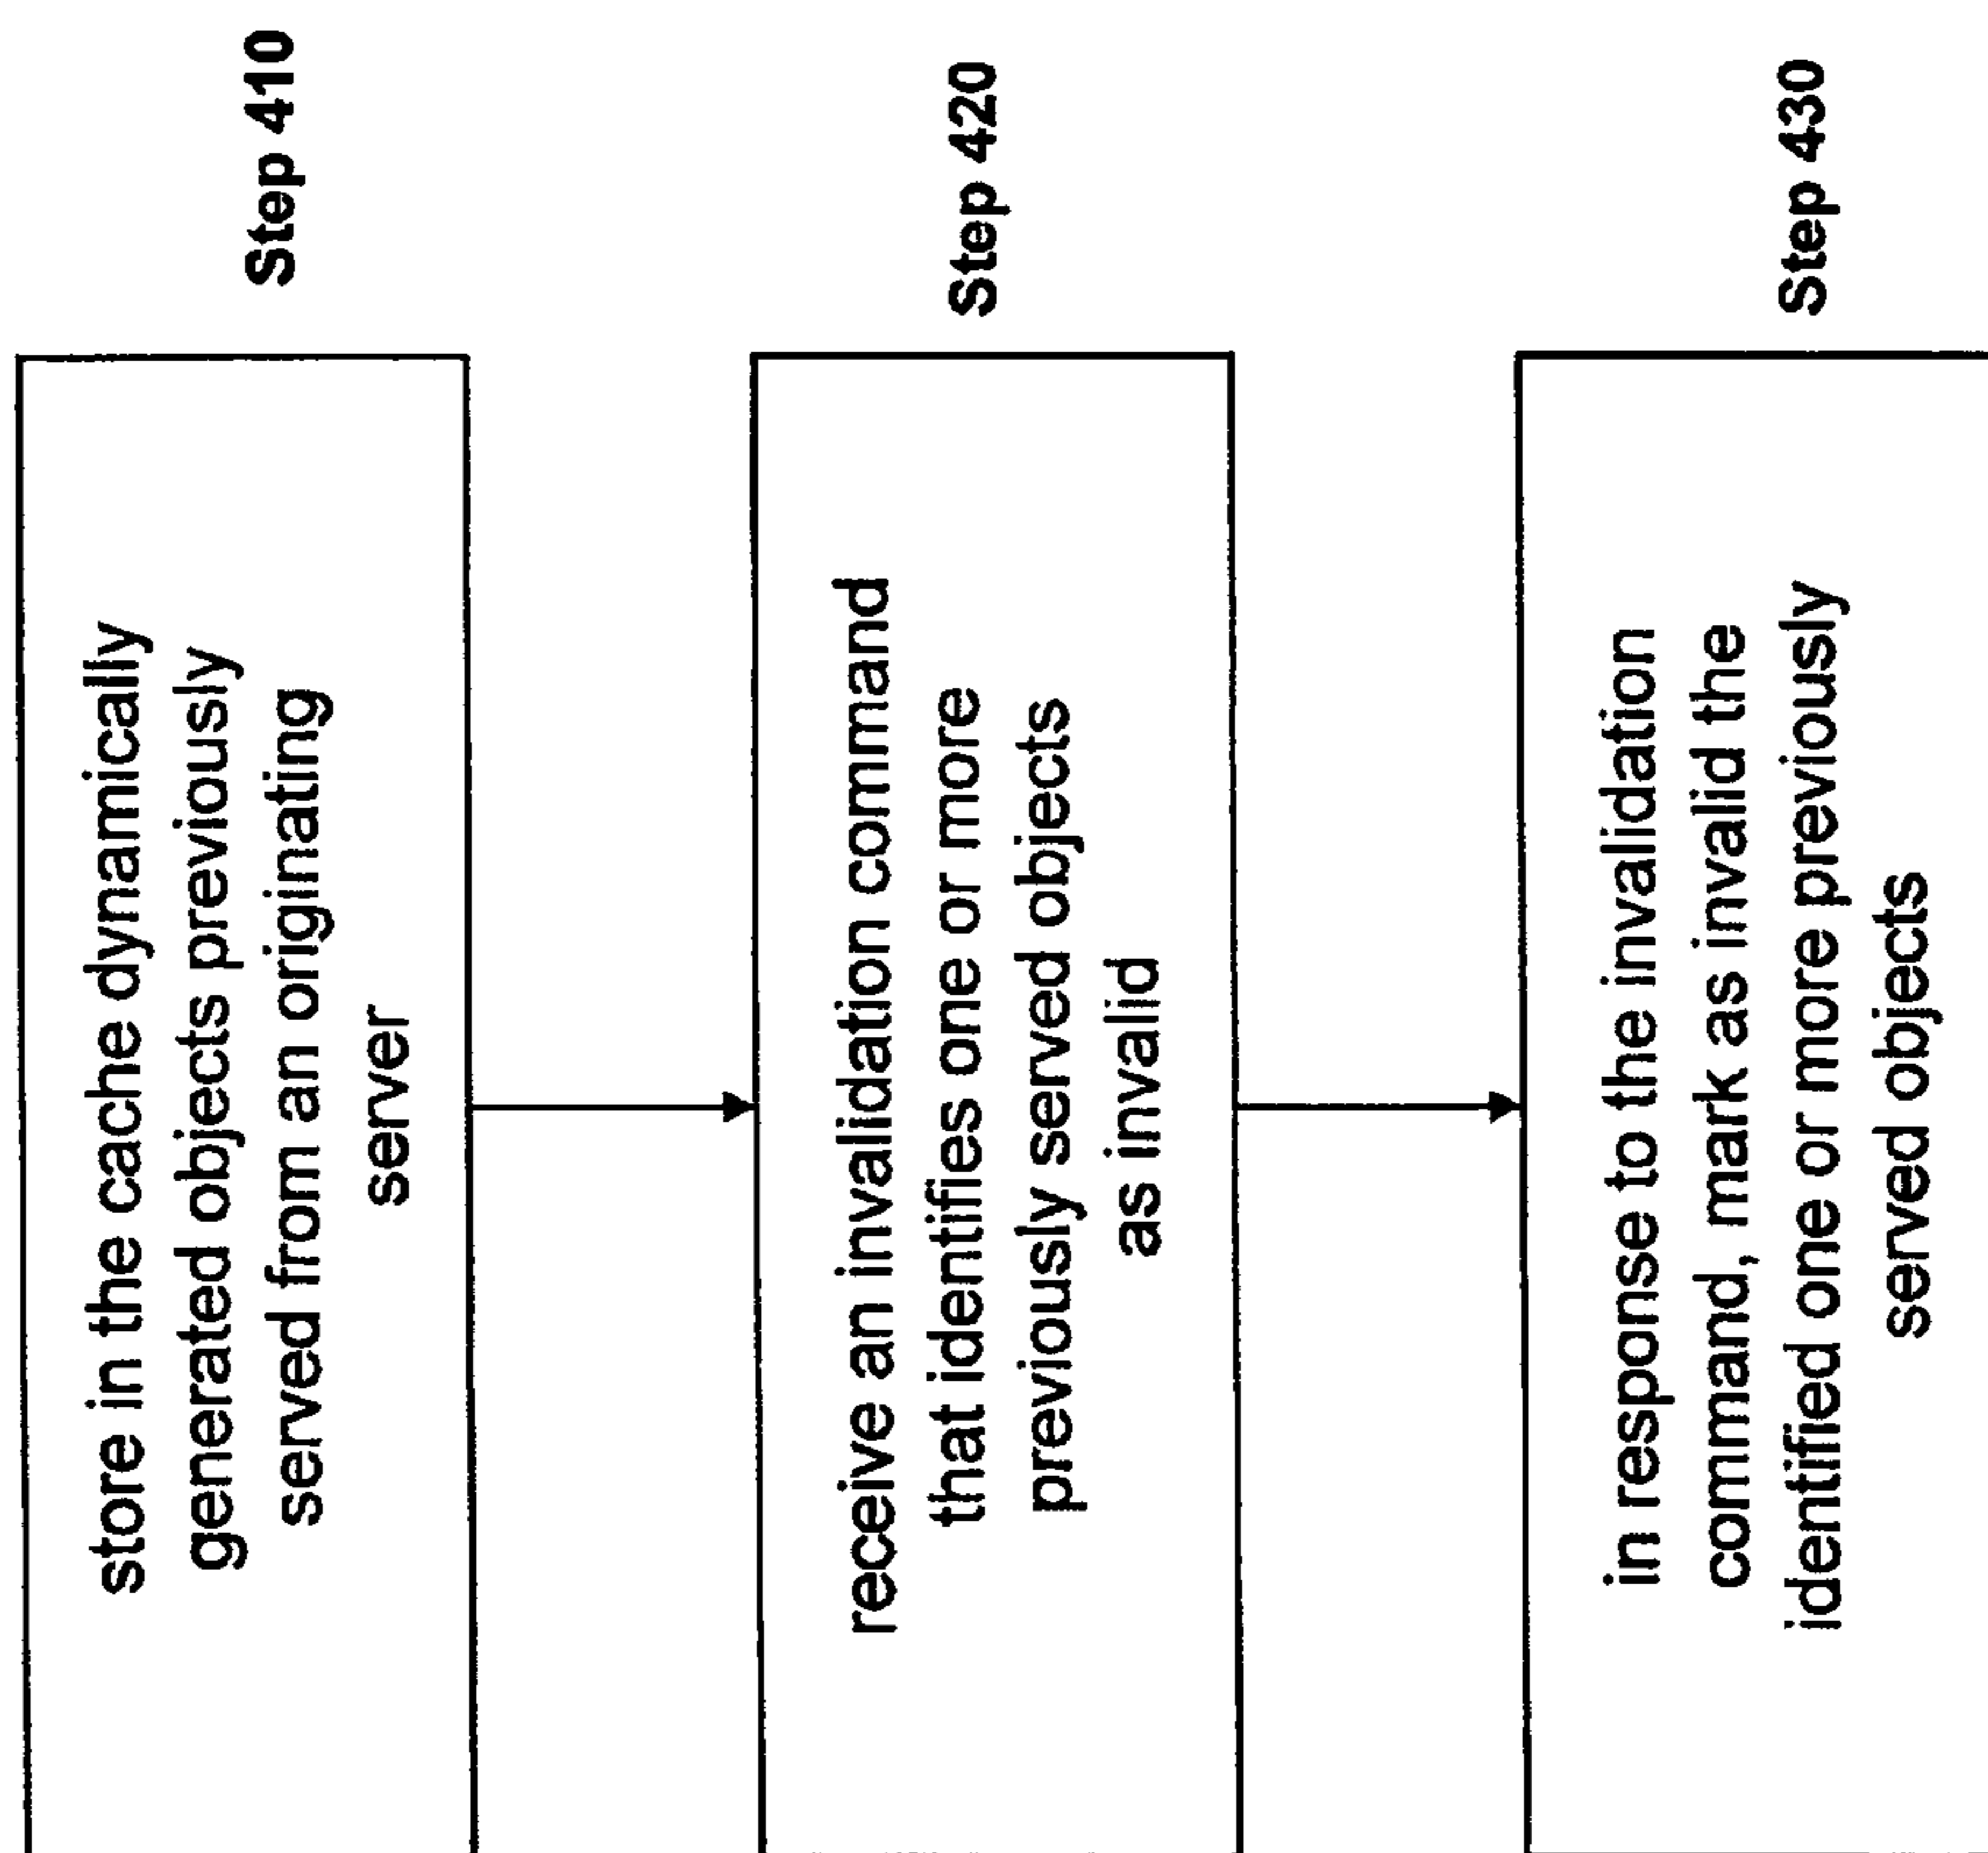 store in the cache dynamically
generated objects previously
served from an originating
server
Step 410
receive an invalidation command
that identifies one or more
previously served objects
as invalid
Step 420
in response to the invalidation
command, mark as invalid the
identified one or more previously
served objects
Step 430